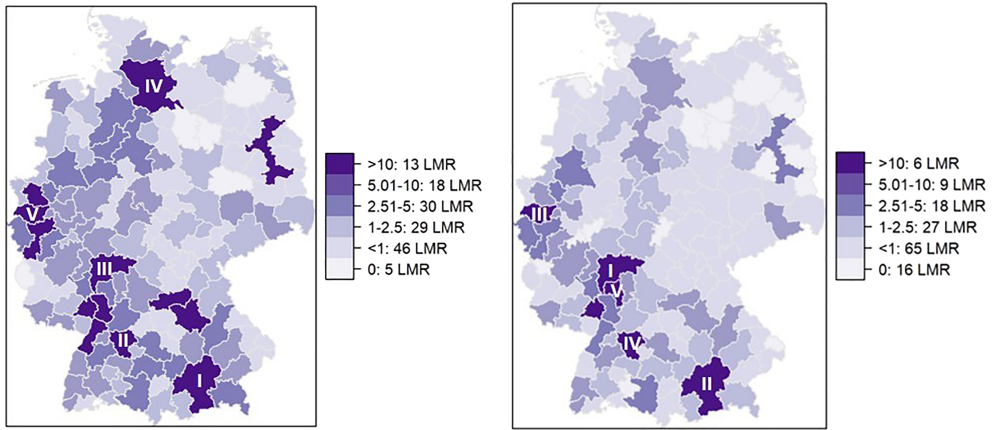 IV
V
III
II
I
>10: 13 LMR
5.01-10: 18 LMR
2.51-5: 30 LMR
1-2.5: 29 LMR
<1: 46 LMR
0: 5 LMR
III
I
V
IV
II
>10: 6 LMR
5.01-10: 9 LMR
2.51-5: 18 LMR
1-2.5: 27 LMR
<1: 65 LMR
0: 16 LMR